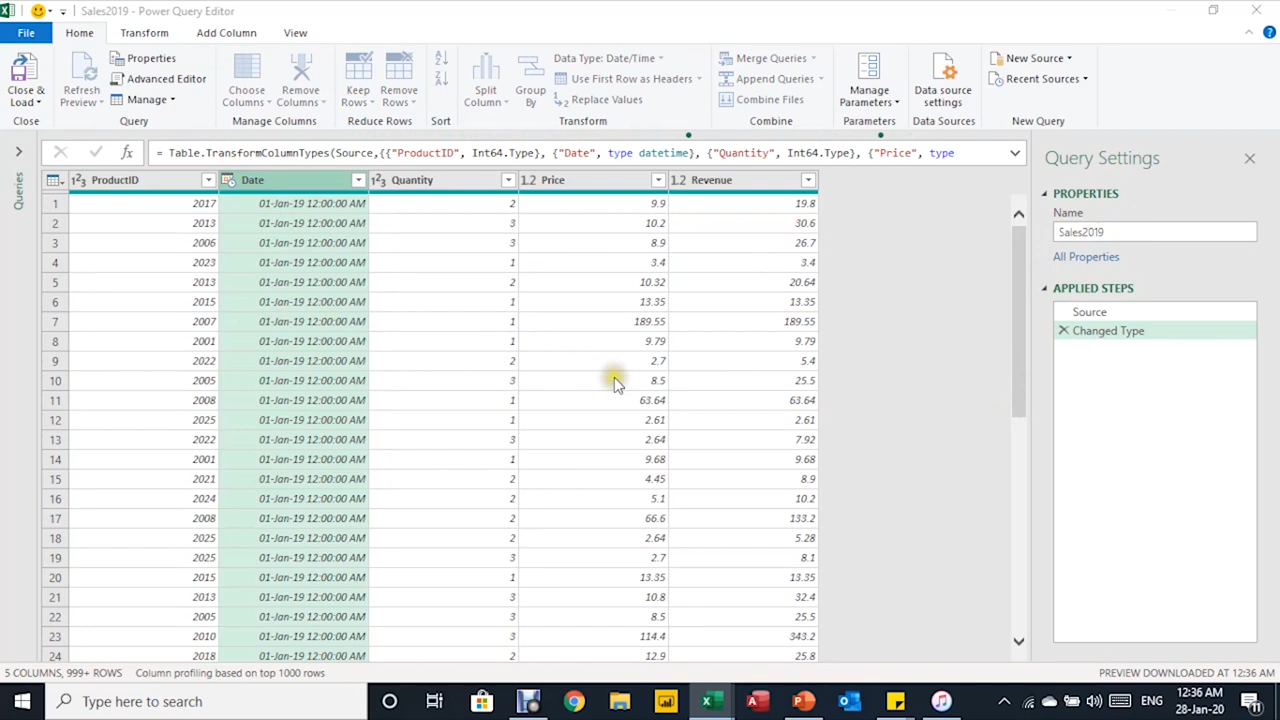 Sales2019 - Power Query Editor
File Home Transform Add Column View
Close & Load
Close
Refresh Preview
Properties
Advanced Editor
Manage
Query
Choose Columns
Remove Columns
Manage Columns
Keep Rows
Remove Rows
Reduce Rows
Sort
Split Column
Group By
Data Type: Date/Time
Use First Row as Headers
Replace Values
Transform
Merge Queries
Append Queries
Combine Files
Combine
Manage Parameters
Parameters
Data source settings
Data Sources
New Source
Recent Sources
New Query
= Table.TransformColumnTypes(Source,{{"ProductID", Int64.Type}, {"Date", type datetime}, {"Quantity", Int64.Type}, {"Price", type
Queries
ProductID Date Quantity Price Revenue
1 2017 01-Jan-19 12:00:00 AM 2 9.9 19.8
2 2013 01-Jan-19 12:00:00 AM 3 10.2 30.6
3 2006 01-Jan-19 12:00:00 AM 3 8.9 26.7
4 2023 01-Jan-19 12:00:00 AM 1 3.4 3.4
5 2013 01-Jan-19 12:00:00 AM 2 10.32 20.64
6 2015 01-Jan-19 12:00:00 AM 1 13.35 13.35
7 2007 01-Jan-19 12:00:00 AM 1 189.55 189.55
8 2001 01-Jan-19 12:00:00 AM 1 9.79 9.79
9 2022 01-Jan-19 12:00:00 AM 2 2.7 5.4
10 2005 01-Jan-19 12:00:00 AM 3 8.5 25.5
11 2008 01-Jan-19 12:00:00 AM 1 63.64 63.64
12 2025 01-Jan-19 12:00:00 AM 1 2.61 2.61
13 2022 01-Jan-19 12:00:00 AM 3 2.64 7.92
14 2001 01-Jan-19 12:00:00 AM 1 9.68 9.68
15 2021 01-Jan-19 12:00:00 AM 2 4.45 8.9
16 2024 01-Jan-19 12:00:00 AM 2 5.1 10.2
17 2008 01-Jan-19 12:00:00 AM 2 66.6 133.2
18 2025 01-Jan-19 12:00:00 AM 2 2.64 5.28
19 2025 01-Jan-19 12:00:00 AM 3 2.7 8.1
20 2015 01-Jan-19 12:00:00 AM 1 13.35 13.35
21 2013 01-Jan-19 12:00:00 AM 3 10.8 32.4
22 2005 01-Jan-19 12:00:00 AM 3 8.5 25.5
23 2010 01-Jan-19 12:00:00 AM 3 114.4 343.2
24 2018 01-Jan-19 12:00:00 AM 2 12.9 25.8
Query Settings
PROPERTIES
Name
Sales2019
All Properties
APPLIED STEPS
Source
Changed Type
5 COLUMNS, 999+ ROWS Column profiling based on top 1000 rows
PREVIEW DOWNLOADED AT 12:36 AM
Type here to search
ENG
12:36 AM
28-Jan-20